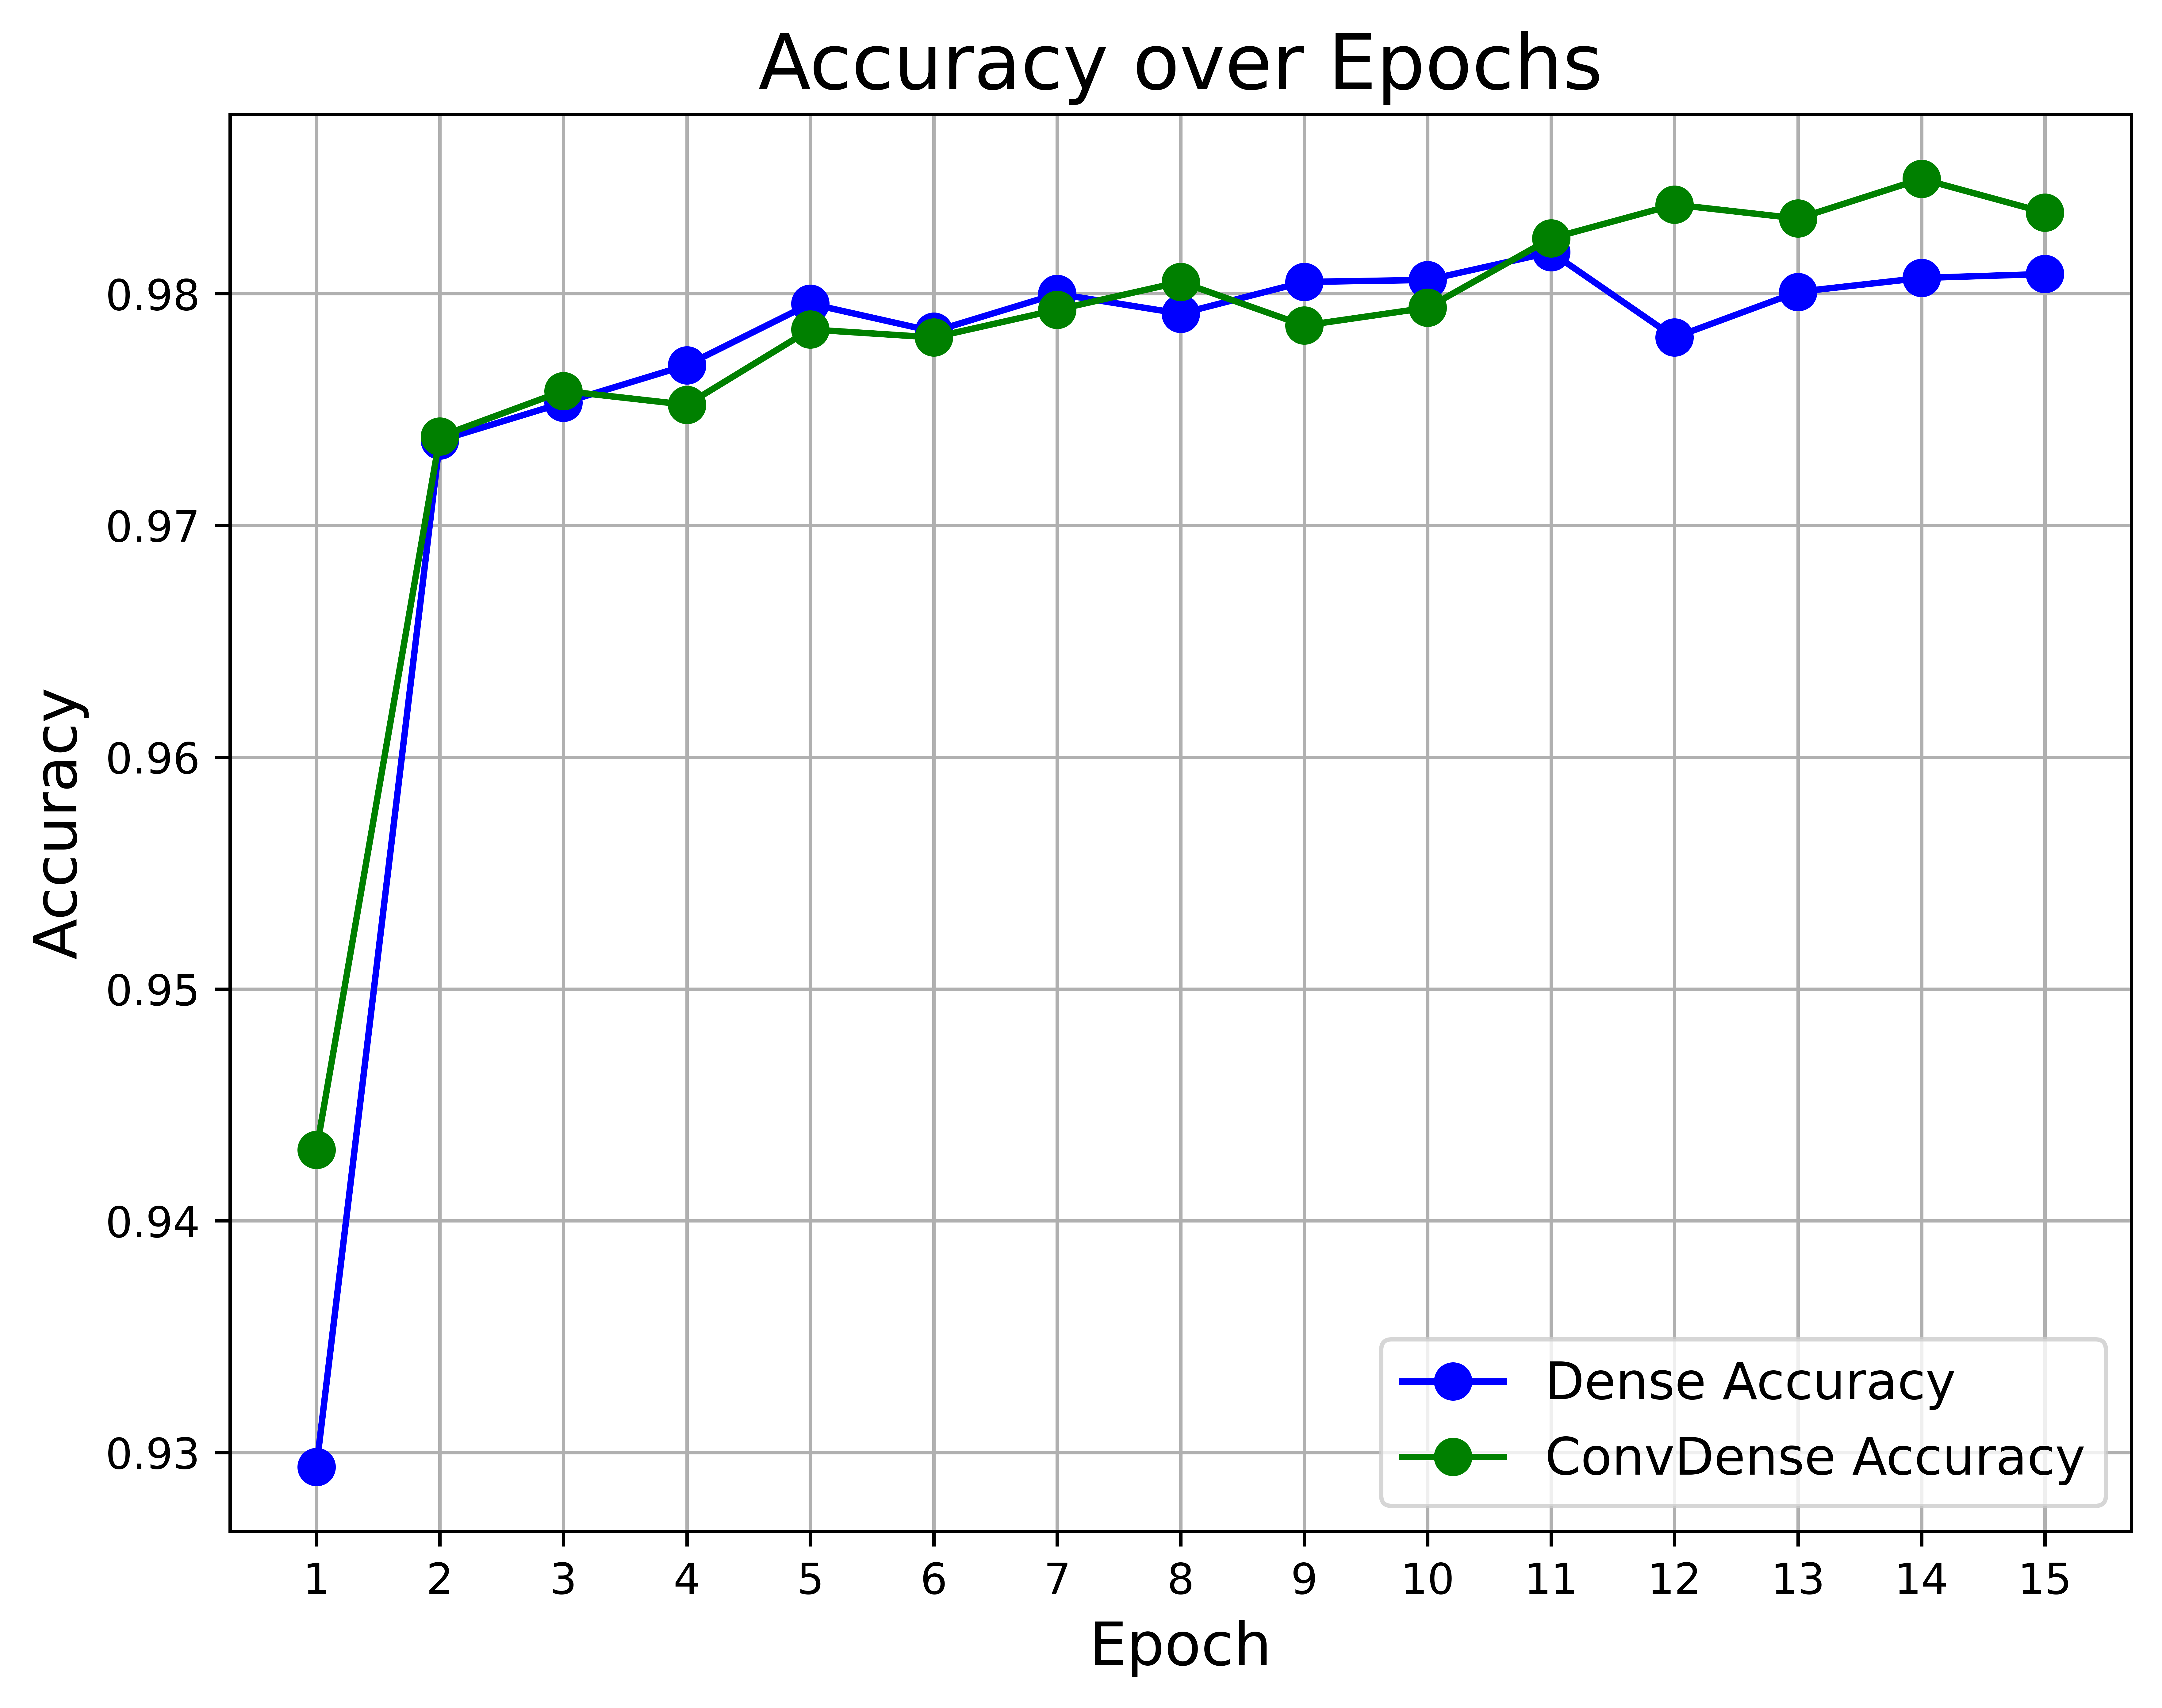 Accuracy over Epochs
Accuracy
0.98
0.97
0.96
0.95
0.94
0.93
Dense Accuracy
ConvDense Accuracy
1 2 3 4 5 6 7 8 9 10 11 12 13 14 15
Epoch